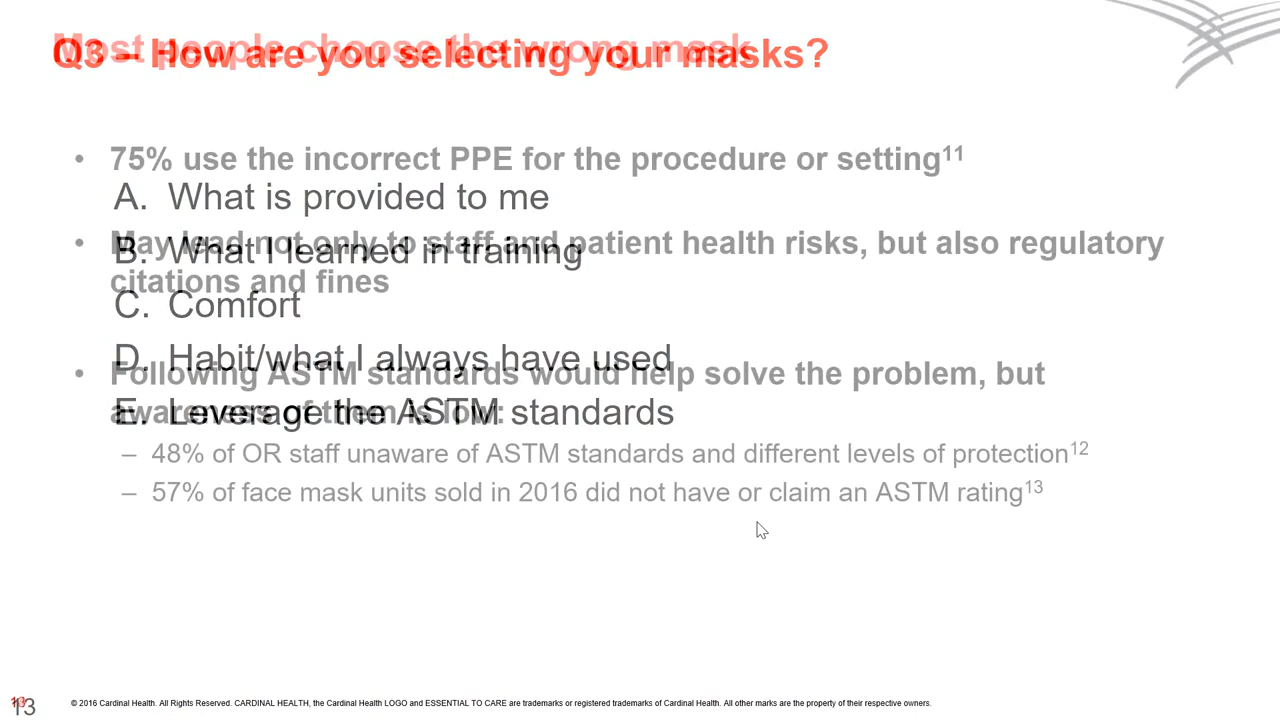 Most people choose the wrong mask
Q3 – How are you selecting your masks?
• 75% use the incorrect PPE for the procedure or setting11
A. What is provided to me
• May lead not only to staff and patient health risks, but also regulatory
B. What I learned in training
citations and fines
C. Comfort
D. Habit/what I always have used
• Following ASTM standards would help solve the problem, but
awareness of them is low:
E. Leverage the ASTM standards
– 48% of OR staff unaware of ASTM standards and different levels of protection12
– 57% of face mask units sold in 2016 did not have or claim an ASTM rating13
13
© 2016 Cardinal Health. All Rights Reserved. CARDINAL HEALTH, the Cardinal Health LOGO and ESSENTIAL TO CARE are trademarks or registered trademarks of Cardinal Health. All other marks are the property of their respective owners.